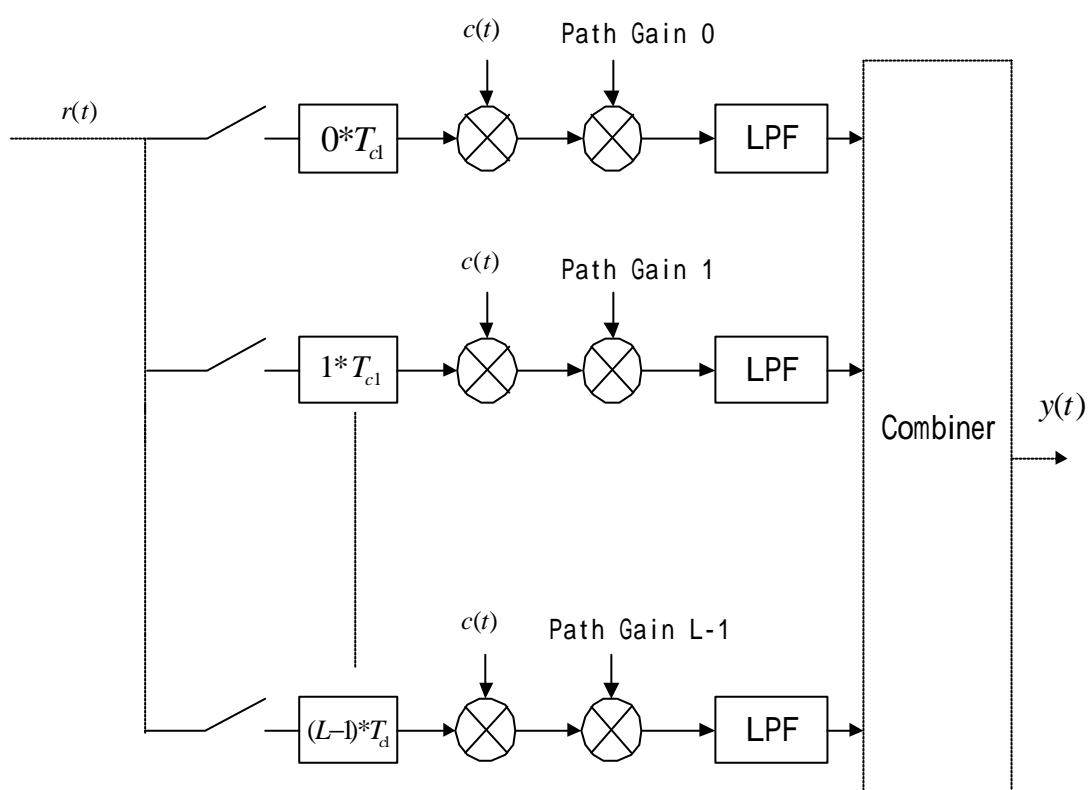 c(t) Path Gain 0
r(t)
0*Tc1 LPF
c(t) Path Gain 1
1*Tc1 LPF
y(t)
Combiner
c(t) Path Gain L-1
(L-1)*Tc1 LPF